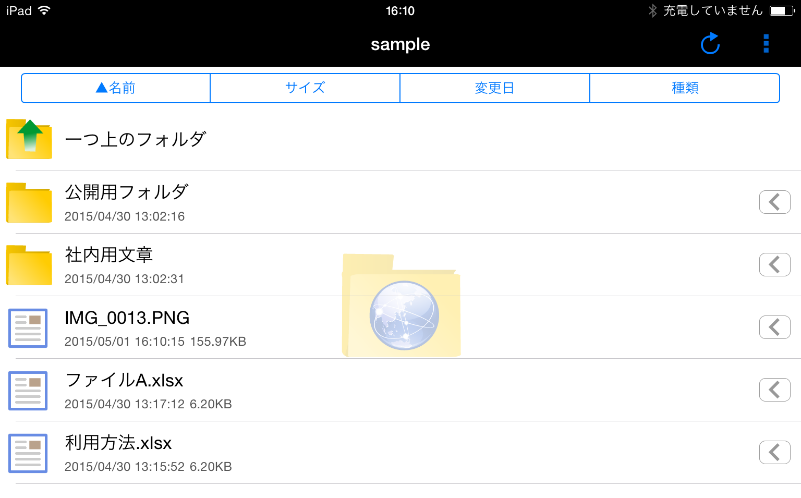 iPad 16:10 充電していません
sample
▲名前 サイズ 変更日 種類
一つ上のフォルダ
公開用フォルダ
2015/04/30 13:02:16
社内用文章
2015/04/30 13:02:31
IMG_0013.PNG
2015/05/01 16:10:15 155.97KB
ファイルA.xlsx
2015/04/30 13:17:12 6.20KB
利用方法.xlsx
2015/04/30 13:15:52 6.20KB